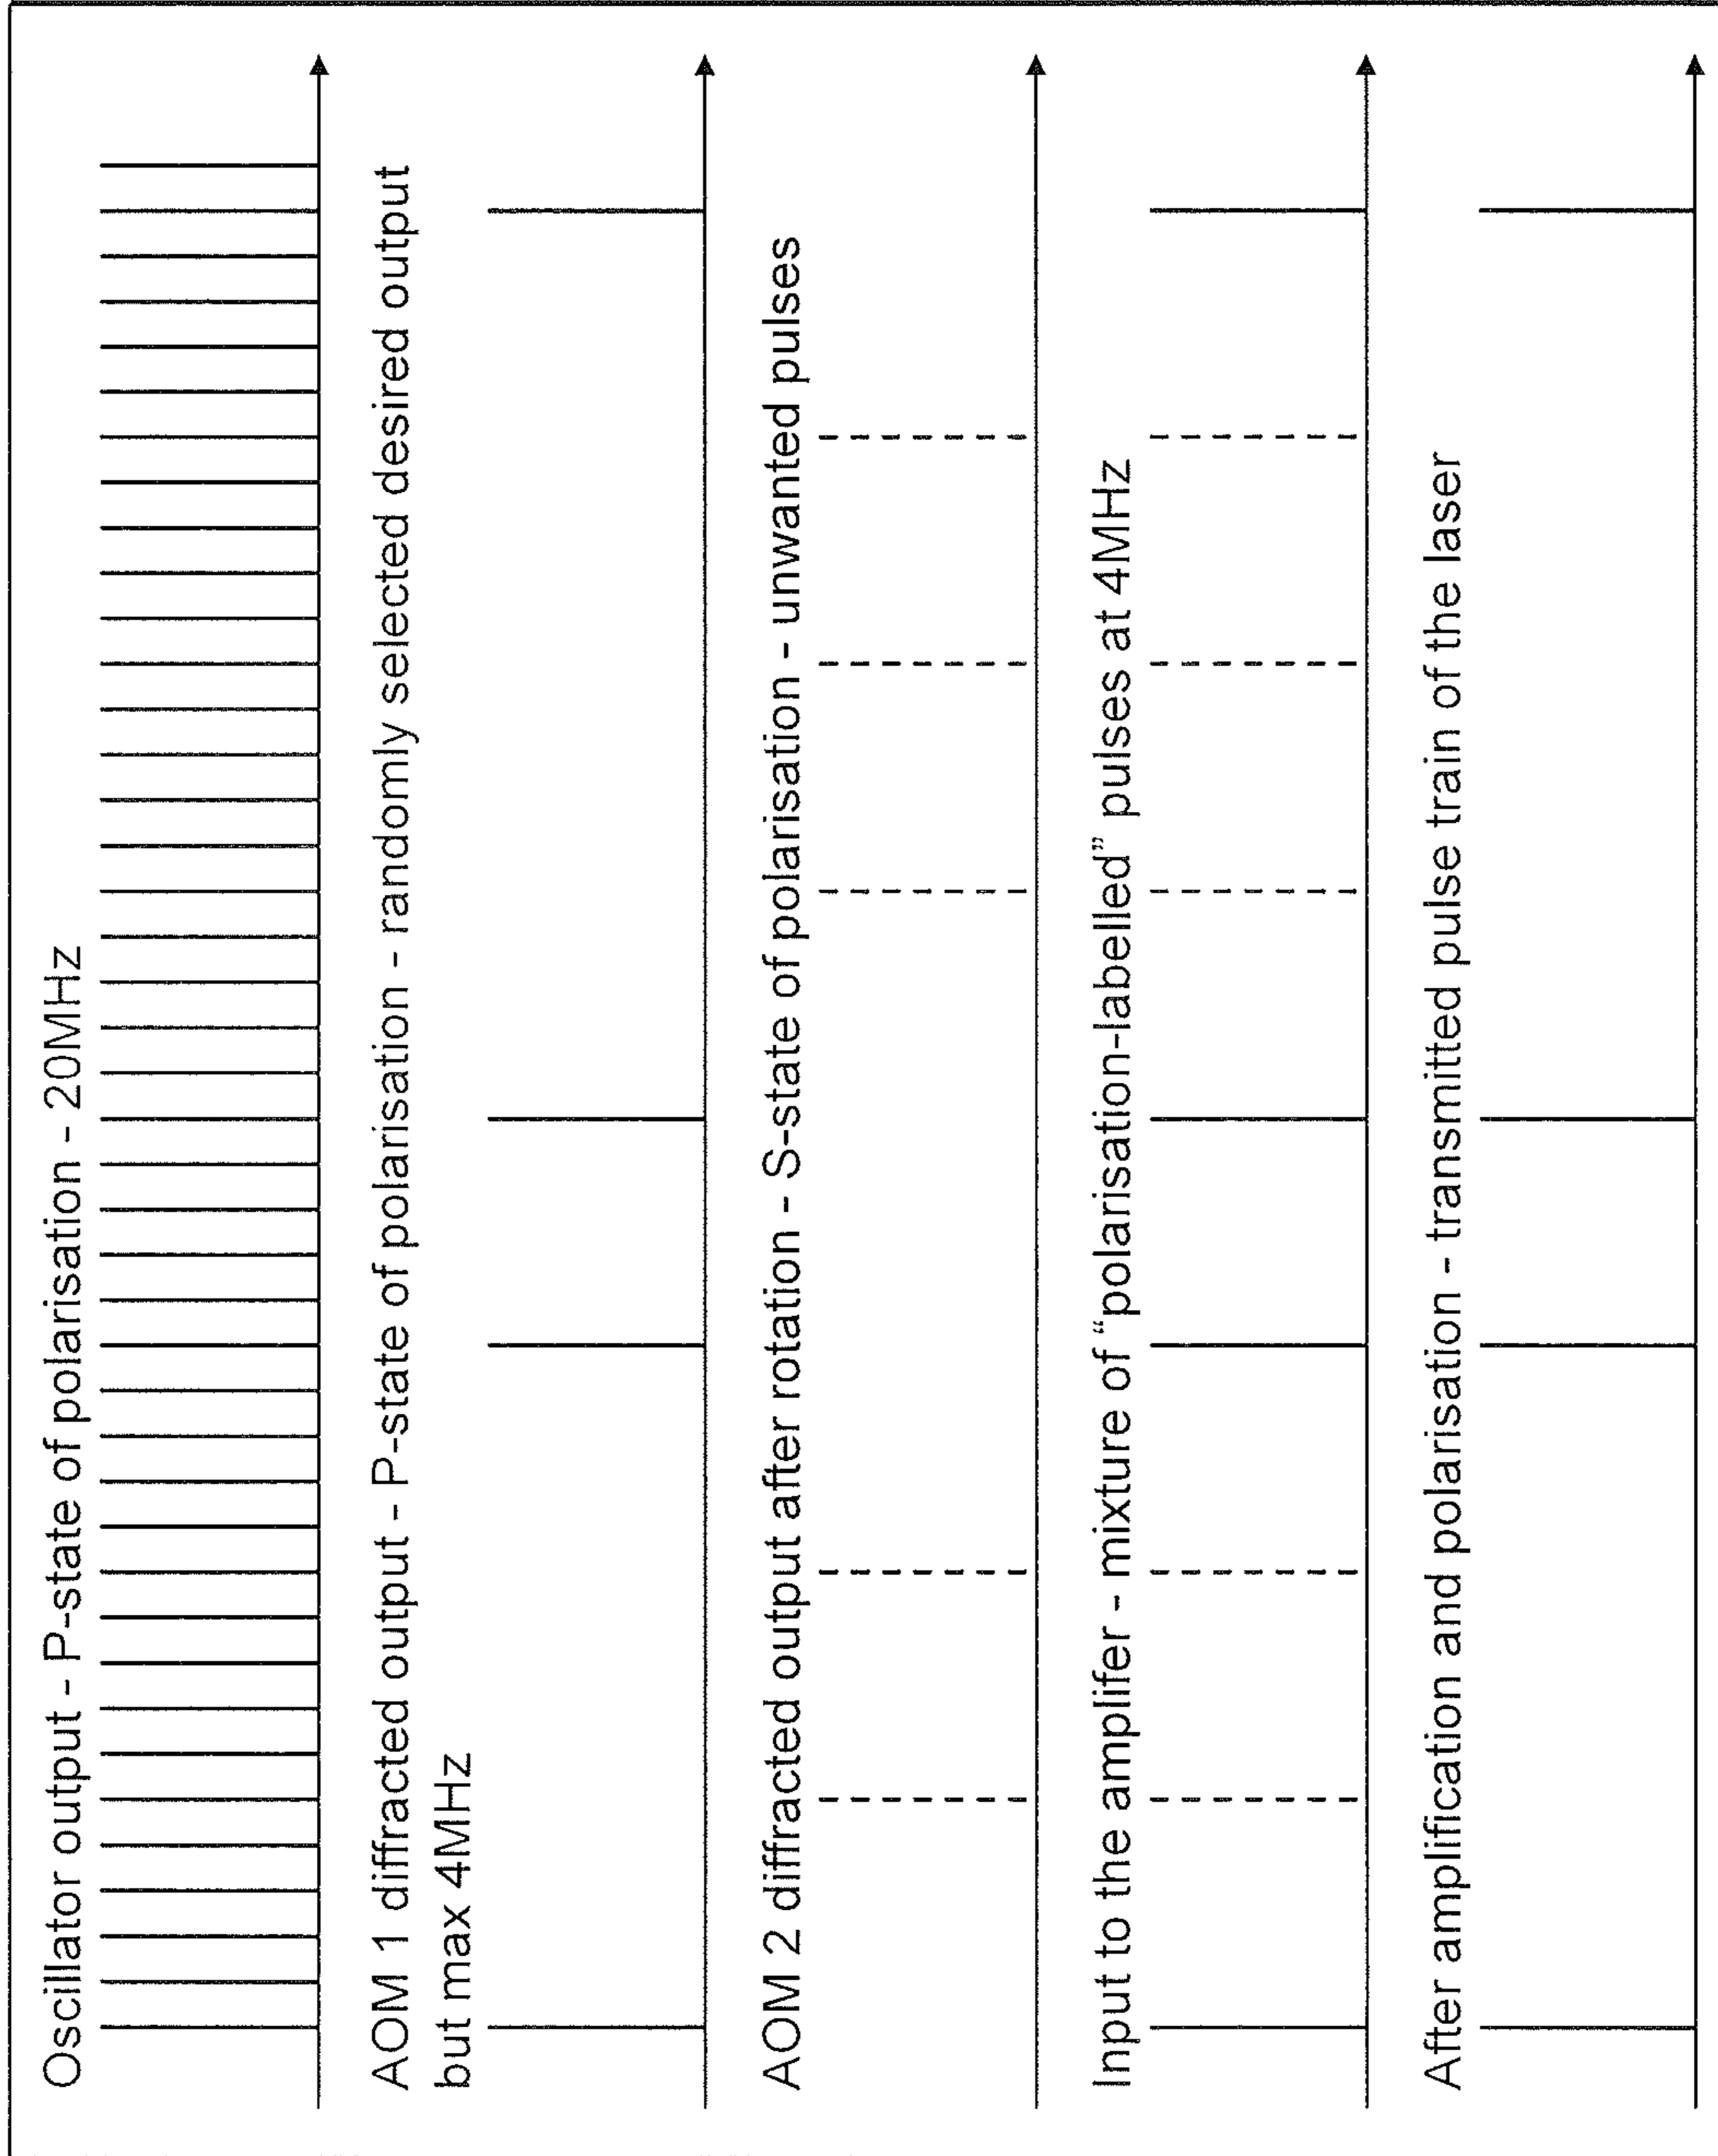 Oscillator output - P-state of polarisation - 20MHz
AOM 1 diffracted output - P-state of polarisation - randomly selected desired output
but max 4MHz
AOM 2 diffracted output after rotation - S-state of polarisation - unwanted pulses
Input to the amplifer - mixture of “polarisation-labelled” pulses at 4MHz
After amplification and polarisation - transmitted pulse train of the laser